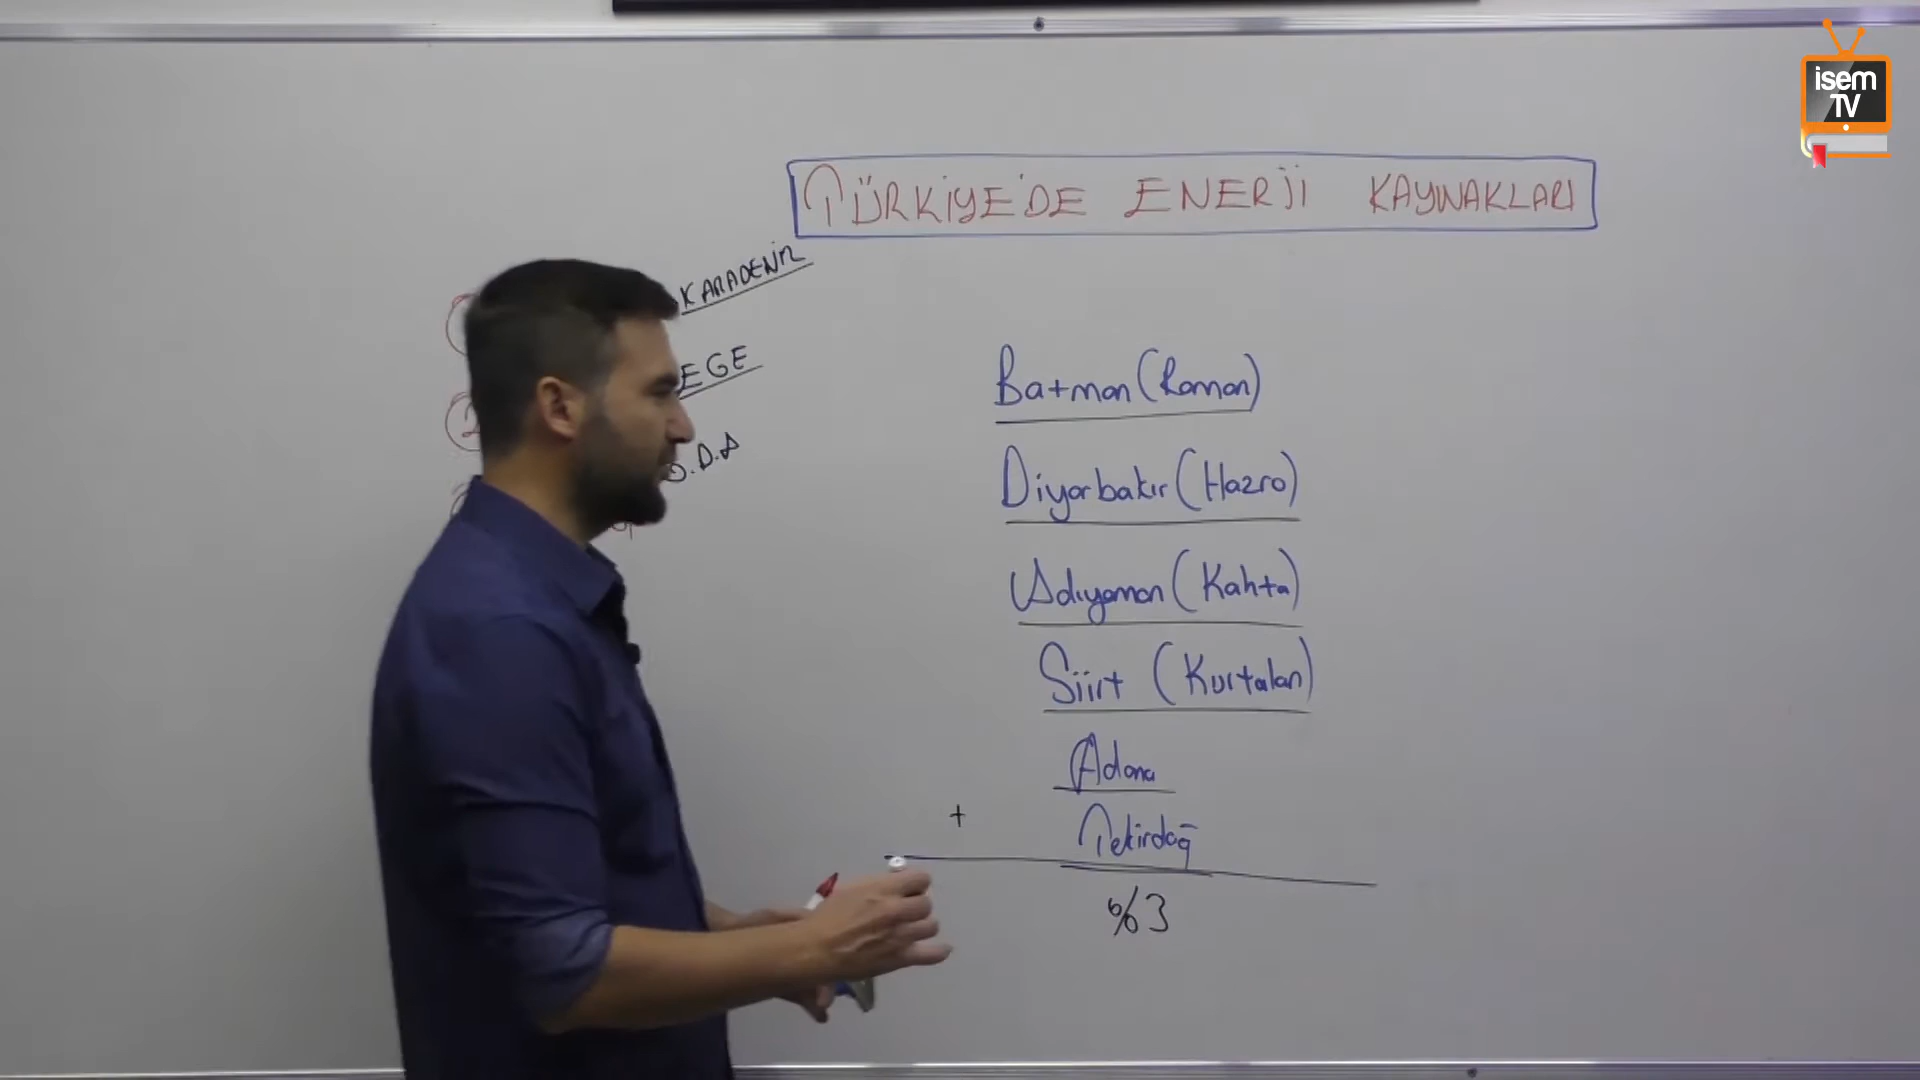 isem
TV
TÜRKİYE'DE ENERJİ KAYNAKLARI
KARADENİZ
EGE
D.D.A
Batman (Raman)
Diyarbakır (Hazro)
Adıyaman (Kahta)
Siirt (Kurtalan)
Adana
+
Tekirdağ
%3